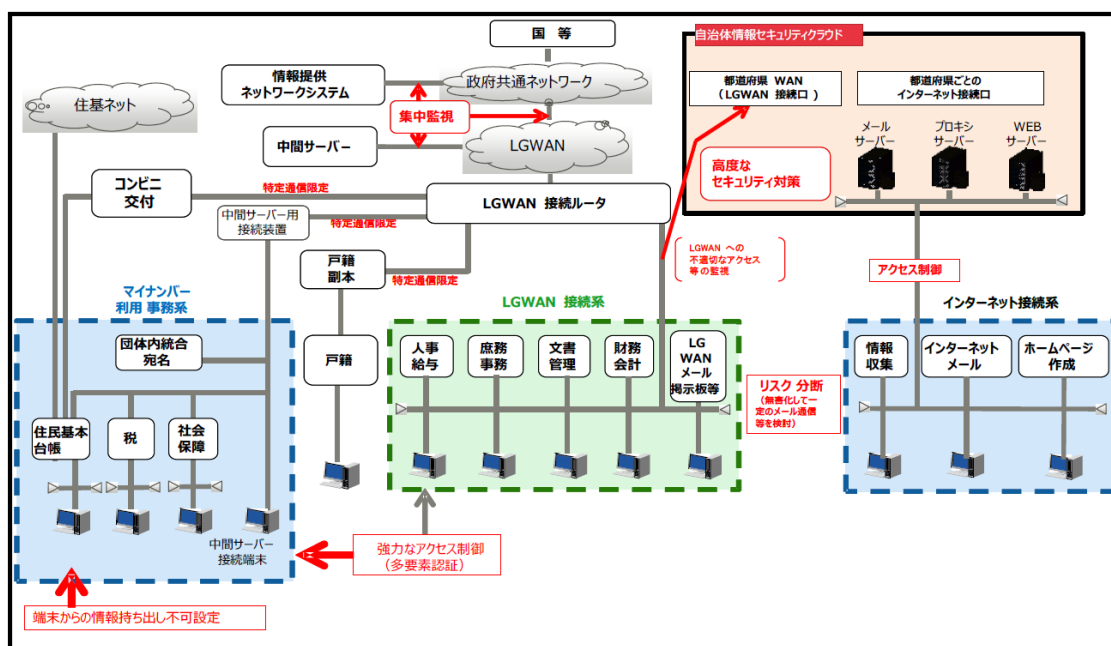 国 等
自治体情報セキュリティクラウド
情報提供
ネットワークシステム
政府共通ネットワーク
都道府県 WAN
（LGWAN 接続口 ）
都道府県ごとの
インターネット接続口
住基ネット
集中監視
中間サーバー
LGWAN
メール
サーバー
プロキシ
サーバー
WEB
サーバー
高度な
セキュリティ対策
コンビニ
交付
特定通信限定
LGWAN 接続ルータ
中間サーバー用
接続装置
特定通信限定
戸籍
副本
特定通信限定
LGWAN への
不適切なアクセス
等の監視
アクセス制御
マイナンバー
利用 事務系
LGWAN 接続系
インターネット接続系
団体内統合
宛名
戸籍
人事
給与
庶務
事務
文書
管理
財務
会計
LG
WAN
メール
掲示板等
リスク 分断
（無害化して一
定のメール通信
等を検討）
情報
収集
インターネット
メール
ホームページ
作成
住民基本
台帳
税
社会
保障
中間サーバー
接続端末
強力なアクセス制御
（多要素認証）
端末からの情報持ち出し不可設定